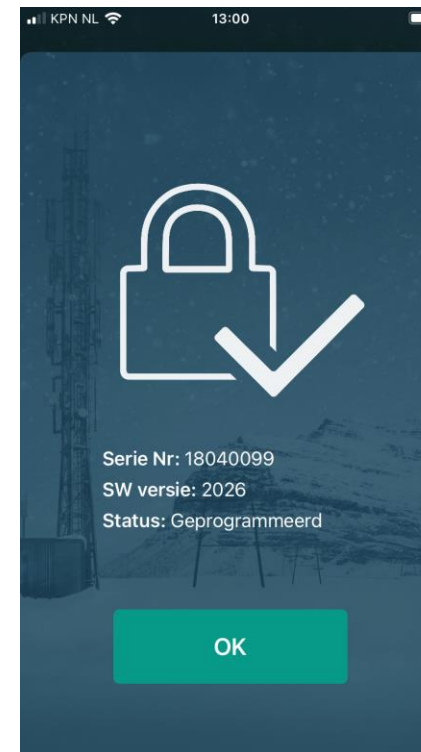 KPN NL 13:00
Serie Nr: 18040099
SW versie: 2026
Status: Geprogrammeerd
OK